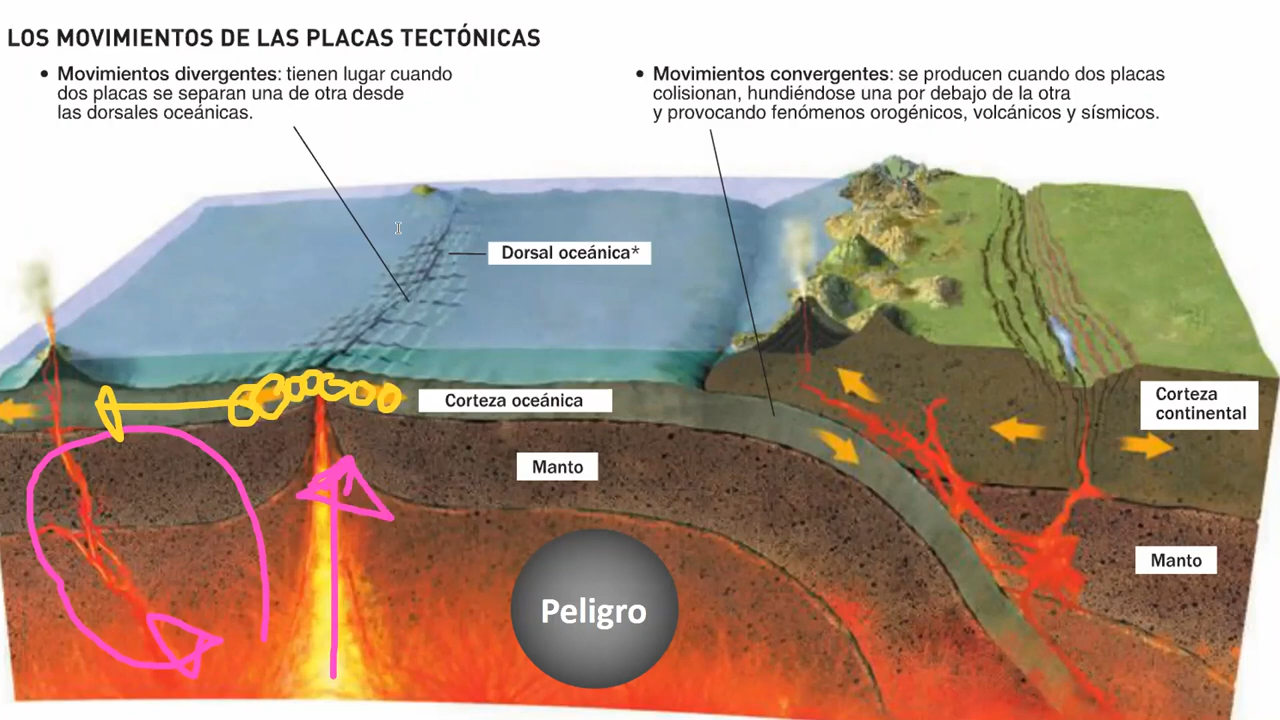 LOS MOVIMIENTOS DE LAS PLACAS TECTÓNICAS
• Movimientos divergentes: tienen lugar cuando
dos placas se separan una de otra desde
las dorsales oceánicas.
• Movimientos convergentes: se producen cuando dos placas
colisionan, hundiéndose una por debajo de la otra
y provocando fenómenos orogénicos, volcánicos y sísmicos.
Dorsal oceánica*
Corteza oceánica
Corteza
continental
Manto
Manto
Peligro